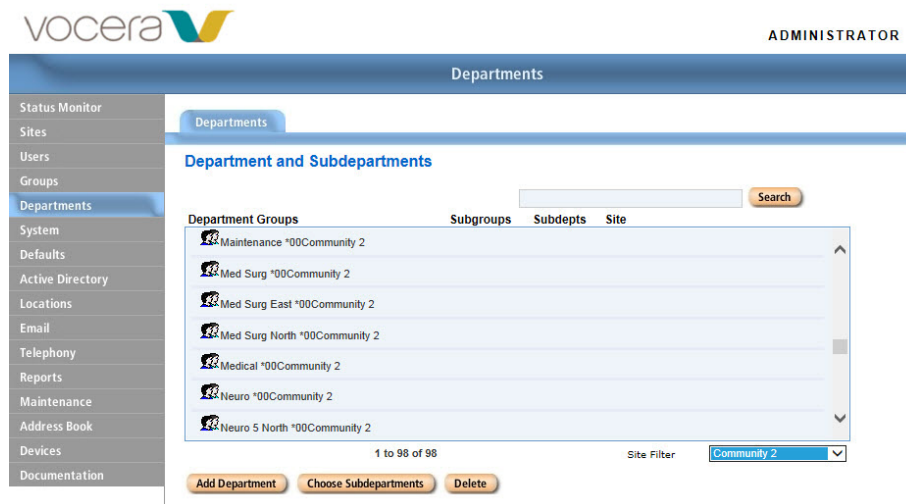 vocera
ADMINISTRATOR
Departments
Status Monitor
Sites
Users
Groups
Departments
System
Defaults
Active Directory
Locations
Email
Telephony
Reports
Maintenance
Address Book
Devices
Documentation
Departments
Department and Subdepartments
Search
Department Groups Subgroups Subdepts Site
Maintenance *00Community 2
Med Surg *00Community 2
Med Surg East *00Community 2
Med Surg North *00Community 2
Medical *00Community 2
Neuro *00Community 2
Neuro 5 North *00Community 2
1 to 98 of 98 Site Filter Community 2
Add Department Choose Subdepartments Delete